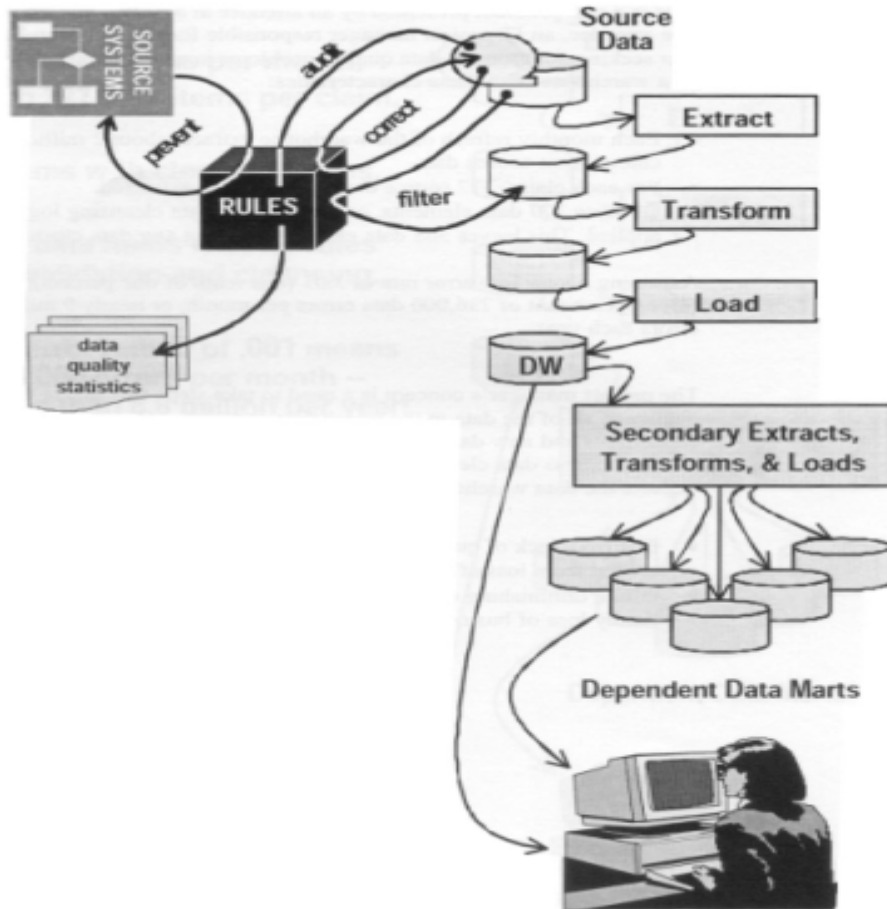 Source
Data
SOURCE
SYSTEMS
audit
correct
prevent
Extract
RULES
filter
Transform
Load
data
quality
statistics
DW
Secondary Extracts,
Transforms, & Loads
Dependent Data Marts